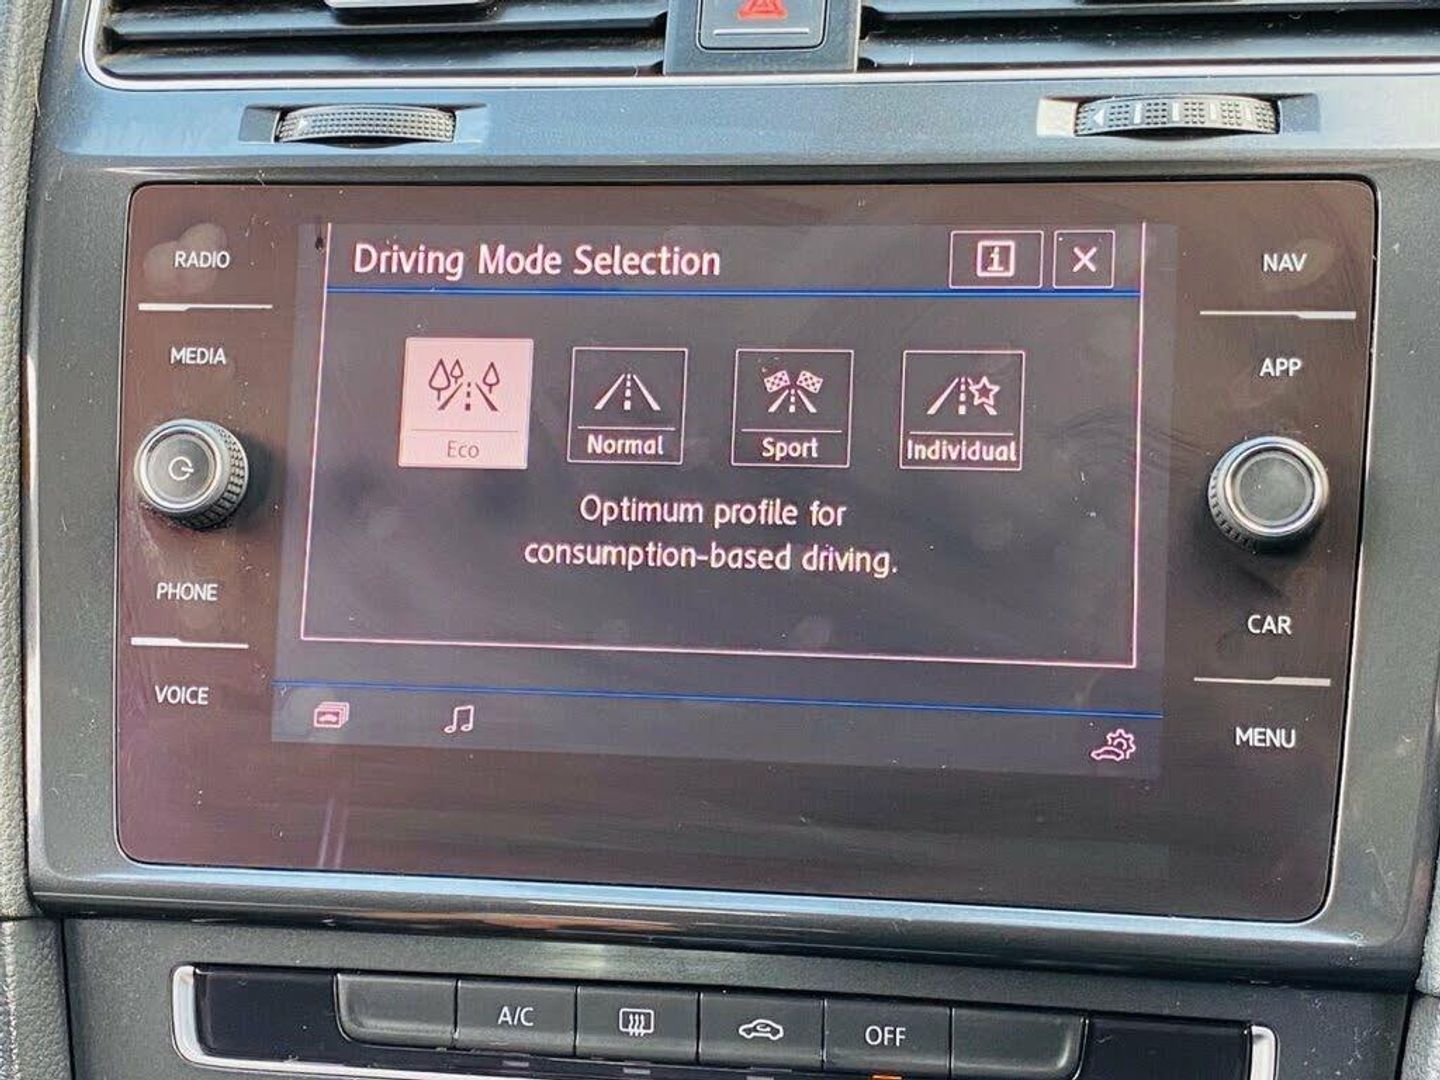 RADIO
MEDIA
PHONE
VOICE
Driving Mode Selection
i
Eco
Normal
Sport
Individual
Optimum profile for
consumption-based driving.
NAV
APP
CAR
MENU
A/C
OFF